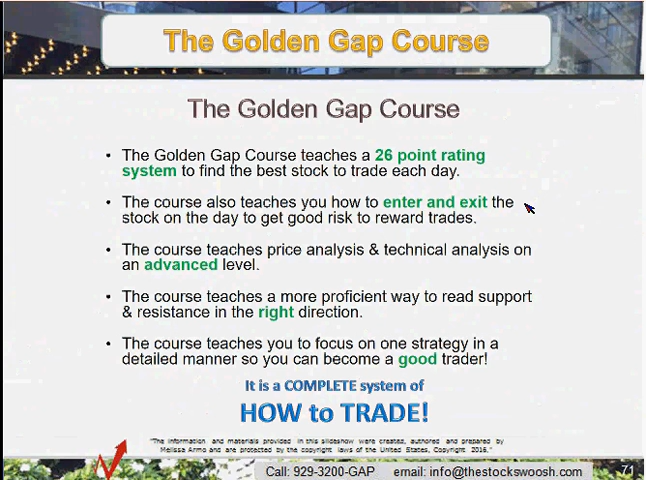 The Golden Gap Course
The Golden Gap Course
• The Golden Gap Course teaches a 26 point rating
system to find the best stock to trade each day.
• The course also teaches you how to enter and exit the
stock on the day to get good risk to reward trades.
• The course teaches price analysis & technical analysis on
an advanced level.
• The course teaches a more proficient way to read support
& resistance in the right direction.
• The course teaches you to focus on one strategy in a
detailed manner so you can become a good trader!
It is a COMPLETE system of
HOW to TRADE!
"The information and materials provided in this slideshow were creates, authored and prepared by
Melissa Armo and are protected by the copyright laws of the United States, Copyright 2016."
Call: 929-3200-GAP email: info@thestockswoosh.com
71